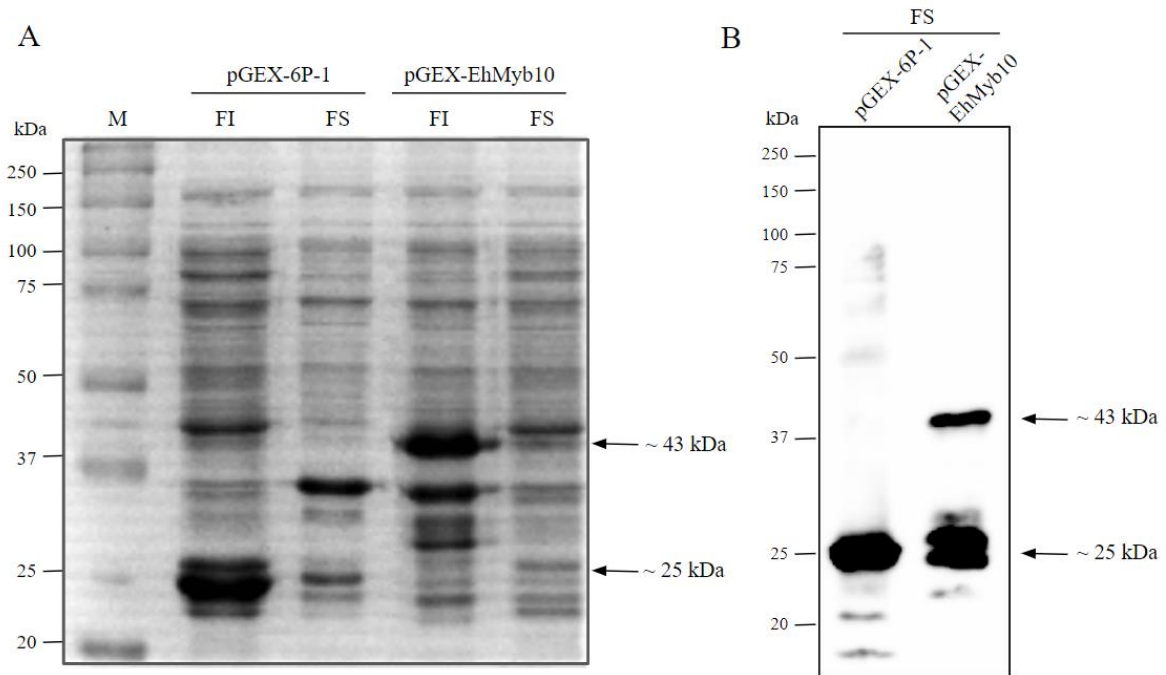 A
pGEX-6P-1 pGEX-EhMyb10
kDa M FI FS FI FS
250
150
100
75
50
37
25
20
~ 43 kDa
~ 25 kDa
B
FS
pGEX-6P-1
pGEX-
EhMyb10
kDa
250
150
100
75
50
37
25
20
~ 43 kDa
~ 25 kDa